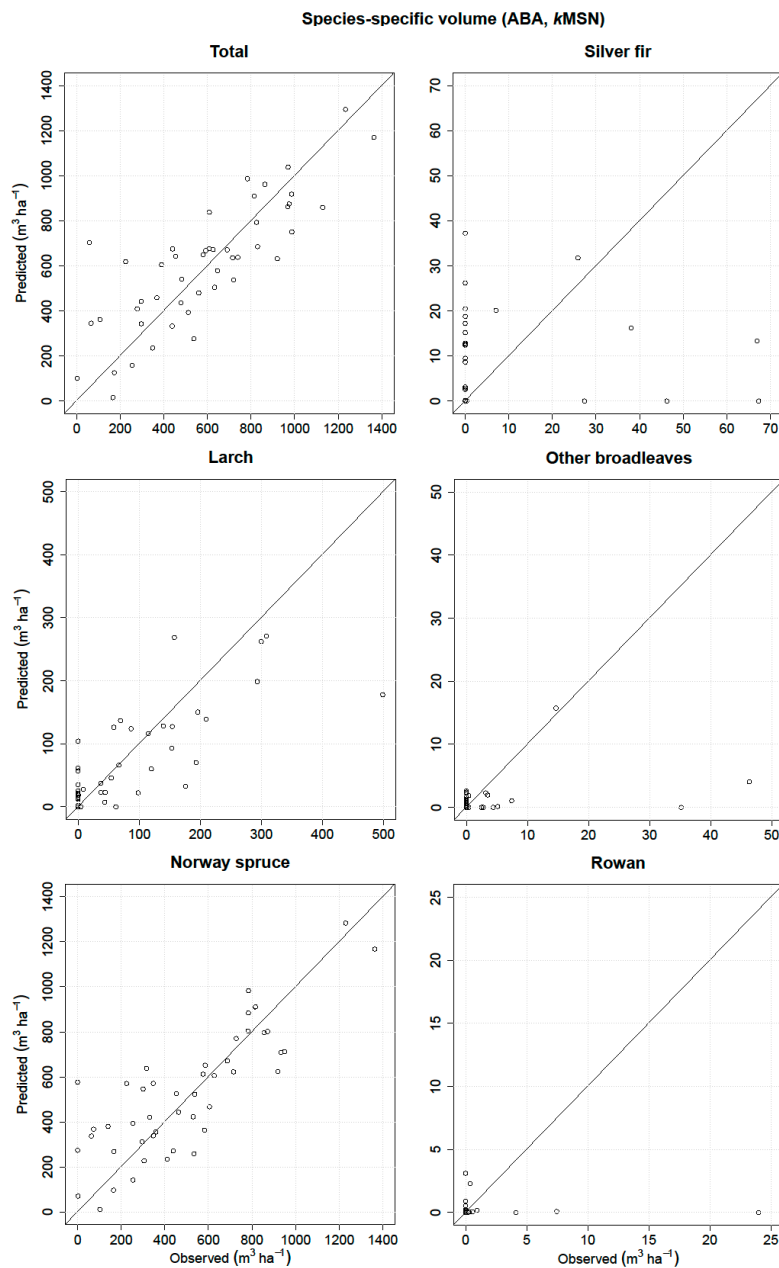 Species-specific volume (ABA, kMSN)
Total
Silver fir
Predicted (m³ ha⁻¹)
1400
1200
1000
800
600
400
200
0
0 200 400 600 800 1000 1200 1400
70
60
50
40
30
20
10
0
0 10 20 30 40 50 60 70
Larch
Other broadleaves
Predicted (m³ ha⁻¹)
500
400
300
200
100
0
0 100 200 300 400 500
50
40
30
20
10
0
0 10 20 30 40 50
Norway spruce
Rowan
Predicted (m³ ha⁻¹)
1400
1200
1000
800
600
400
200
0
0 200 400 600 800 1000 1200 1400
Observed (m³ ha⁻¹)
25
20
15
10
5
0
0 5 10 15 20 25
Observed (m³ ha⁻¹)